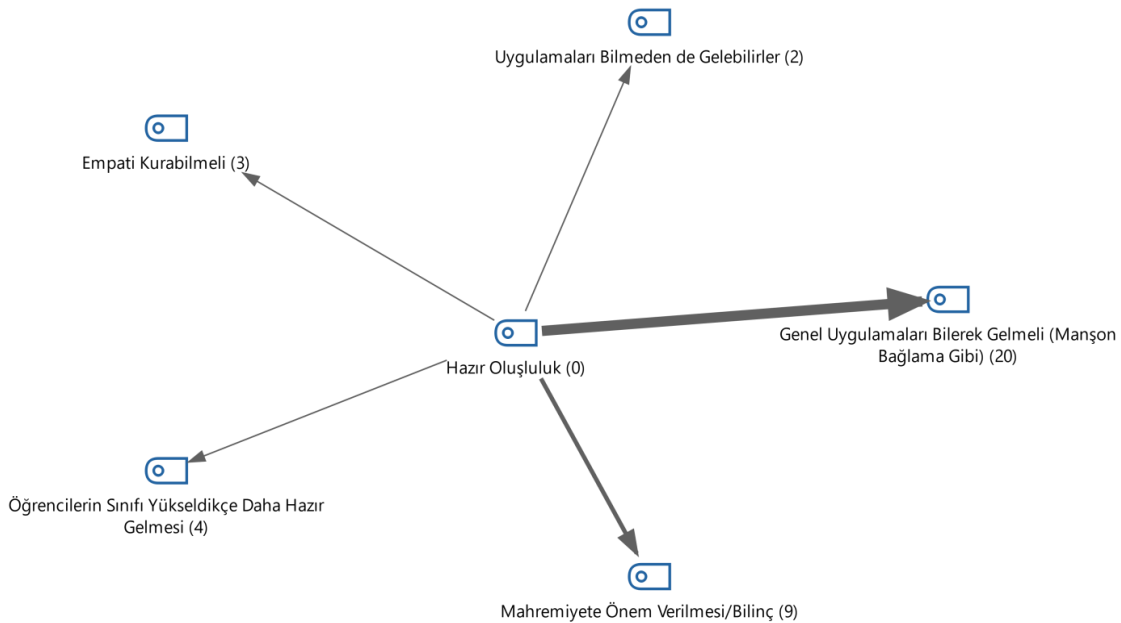 Uygulamaları Bilmeden de Gelebilirler (2)
Empati Kurabilmeli (3)
Genel Uygulamaları Bilerek Gelmeli (Manşon
Bağlama Gibi) (20)
Hazır Oluşluluk (0)
Öğrencilerin Sınıfı Yükseldikçe Daha Hazır
Gelmesi (4)
Mahremiyete Önem Verilmesi/Bilinç (9)